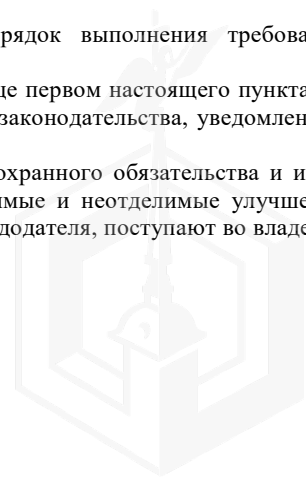 рядок выполнения требова
це первом настоящего пункта
законодательства, уведомлен
охранного обязательства и и
имые и неотделимые улучше
додателя, поступают во владе